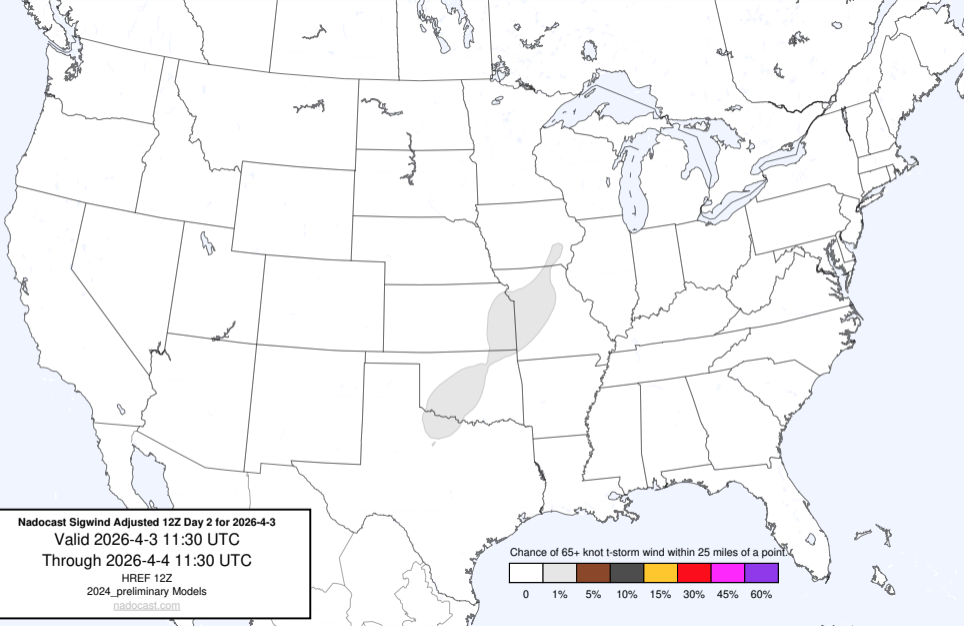 Nadocast Sigwind Adjusted 12Z Day 2 for 2026-4-3
Valid 2026-4-3 11:30 UTC
Through 2026-4-4 11:30 UTC
HREF 12Z
2024_preliminary Models
nadocast.com
Chance of 65+ knot t-storm wind within 25 miles of a point.
0 1% 5% 10% 15% 30% 45% 60%